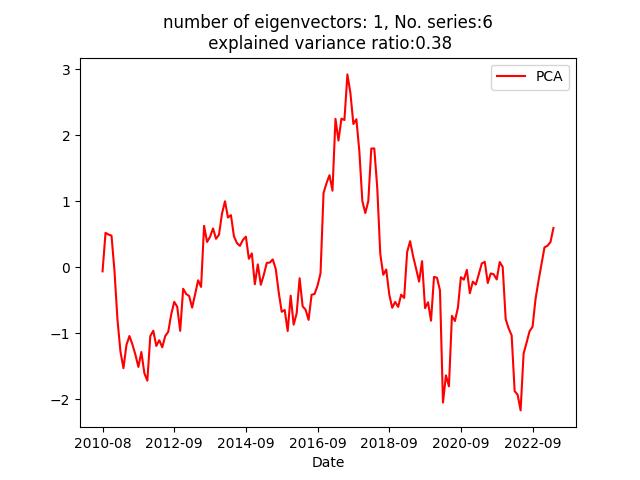 number of eigenvectors: 1, No. series:6
explained variance ratio:0.38
PCA
3
2
1
0
−1
−2
2010-08 2012-09 2014-09 2016-09 2018-09 2020-09 2022-09
Date